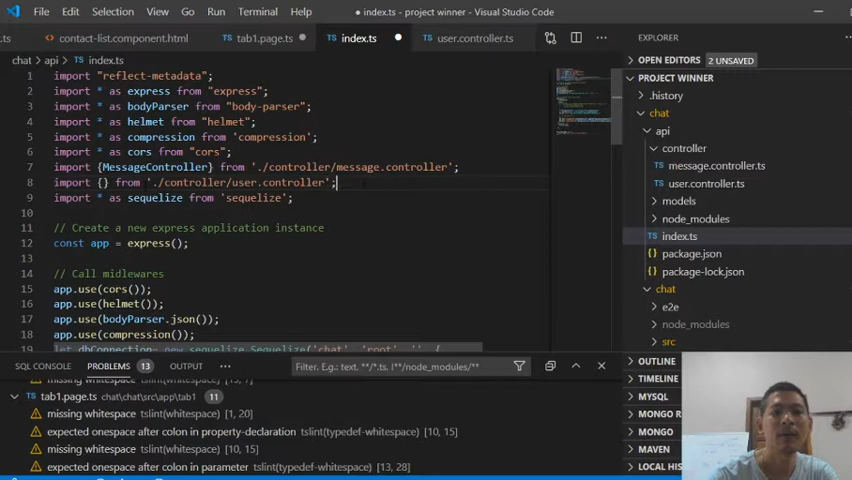 File Edit Selection View Go Run Terminal Help
● index.ts - project winner - Visual Studio Code
.ts contact-list.component.html TS tab1.page.ts TS index.ts TS user.controller.ts
EXPLORER
chat > api > TS index.ts
1 import "reflect-metadata";
2 import * as express from "express";
3 import * as bodyParser from "body-parser";
4 import * as helmet from "helmet";
5 import * as compression from 'compression';
6 import * as cors from "cors";
7 import {MessageController} from './controller/message.controller';
8 import {} from './controller/user.controller';
9 import * as sequelize from 'sequelize';
10
11 // Create a new express application instance
12 const app = express();
13
14 // Call midlewares
15 app.use(cors());
16 app.use(helmet());
17 app.use(bodyParser.json());
18 app.use(compression());
19 let dbConnection= new sequelize.Sequelize('chat', 'root', '', {
OPEN EDITORS 2 UNSAVED
PROJECT WINNER
.history
chat
api
controller
TS message.controller.ts
TS user.controller.ts
models
node_modules
TS index.ts
{} package.json
{} package-lock.json
chat
e2e
node_modules
src
OUTLINE
TIMELINE
MYSQL
MONGO
MONGO
MAVEN
LOCAL HIS
SQL CONSOLE PROBLEMS 13 OUTPUT ... Filter. E.g.: text, **/*.ts, !**/node_modules/**
missing whitespace tslint(typedef-whitespace)
TS tab1.page.ts chat\chat\src\app\tab1 11
missing whitespace tslint [1, 20]
expected onespace after colon in property-declaration tslint(typedef-whitespace) [10, 15]
missing whitespace tslint [10, 15]
expected onespace after colon in parameter tslint(typedef-whitespace) [13, 28]